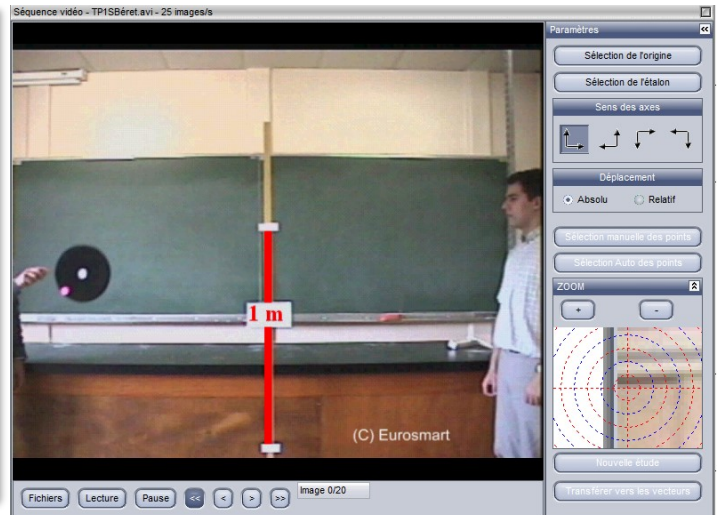 Séquence vidéo - TP1SBéret.avi - 25 images/s
1 m
(C) Eurosmart
Fichiers
Lecture
Pause
<<
<
>
>>
Image 0/20
Paramètres
Sélection de l'origine
Sélection de l'étalon
Sens des axes
Déplacement
Absolu
Relatif
Sélection manuelle des points
Sélection Auto des points
ZOOM
+
-
Nouvelle étude
Transférer vers les vecteurs